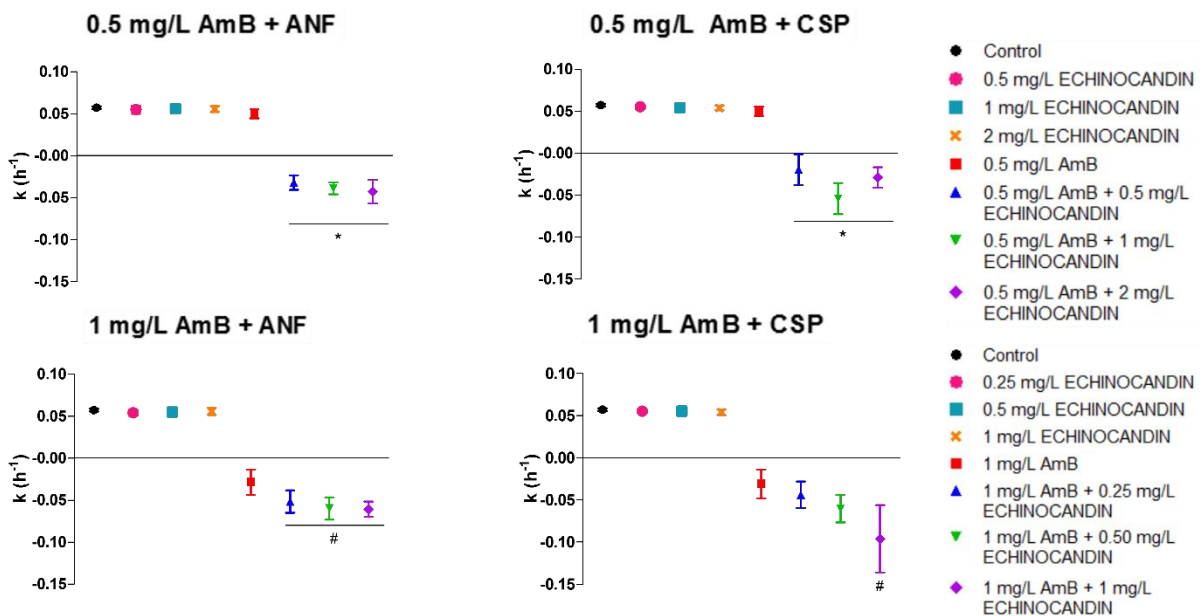 0.5 mg/L AmB + ANF
0.10
0.05
-0.00
-0.05
-0.10
-0.15
k (h-1)
*
0.5 mg/L AmB + CSP
0.10
0.05
-0.00
-0.05
-0.10
-0.15
k (h-1)
*
Control
0.5 mg/L ECHINOCANDIN
1 mg/L ECHINOCANDIN
2 mg/L ECHINOCANDIN
0.5 mg/L AmB
0.5 mg/L AmB + 0.5 mg/L
ECHINOCANDIN
0.5 mg/L AmB + 1 mg/L
ECHINOCANDIN
0.5 mg/L AmB + 2 mg/L
ECHINOCANDIN
1 mg/L AmB + ANF
0.10
0.05
-0.00
-0.05
-0.10
-0.15
k (h-1)
#
1 mg/L AmB + CSP
0.10
0.05
-0.00
-0.05
-0.10
-0.15
k (h-1)
#
Control
0.25 mg/L ECHINOCANDIN
0.5 mg/L ECHINOCANDIN
1 mg/L ECHINOCANDIN
1 mg/L AmB
1 mg/L AmB + 0.25 mg/L
ECHINOCANDIN
1 mg/L AmB + 0.50 mg/L
ECHINOCANDIN
1 mg/L AmB + 1 mg/L
ECHINOCANDIN